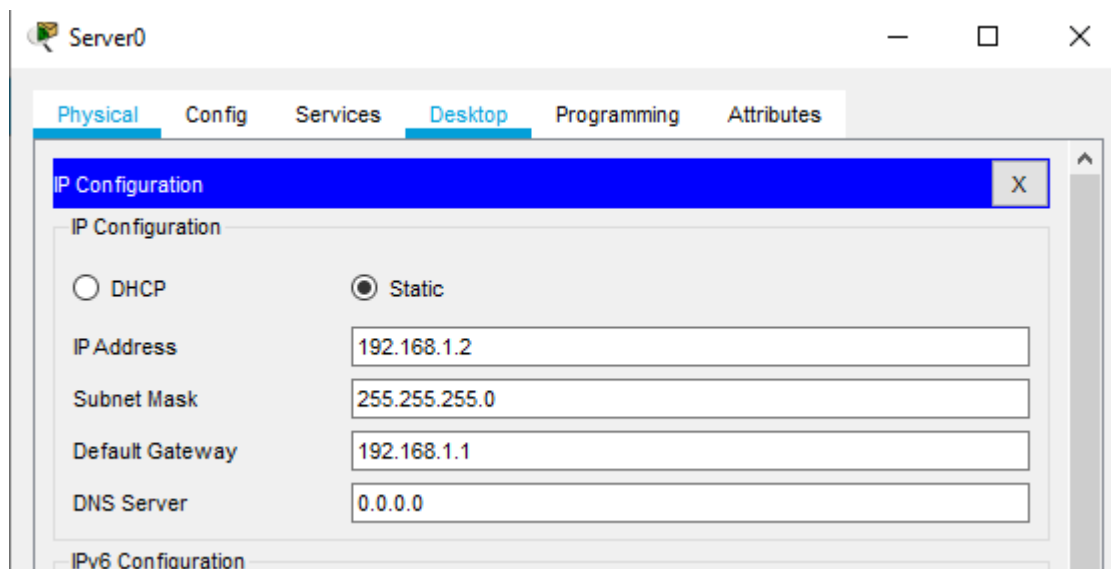 Server0
Physical Config Services Desktop Programming Attributes
IP Configuration X
IP Configuration
DHCP Static
IP Address 192.168.1.2
Subnet Mask 255.255.255.0
Default Gateway 192.168.1.1
DNS Server 0.0.0.0
IPv6 Configuration